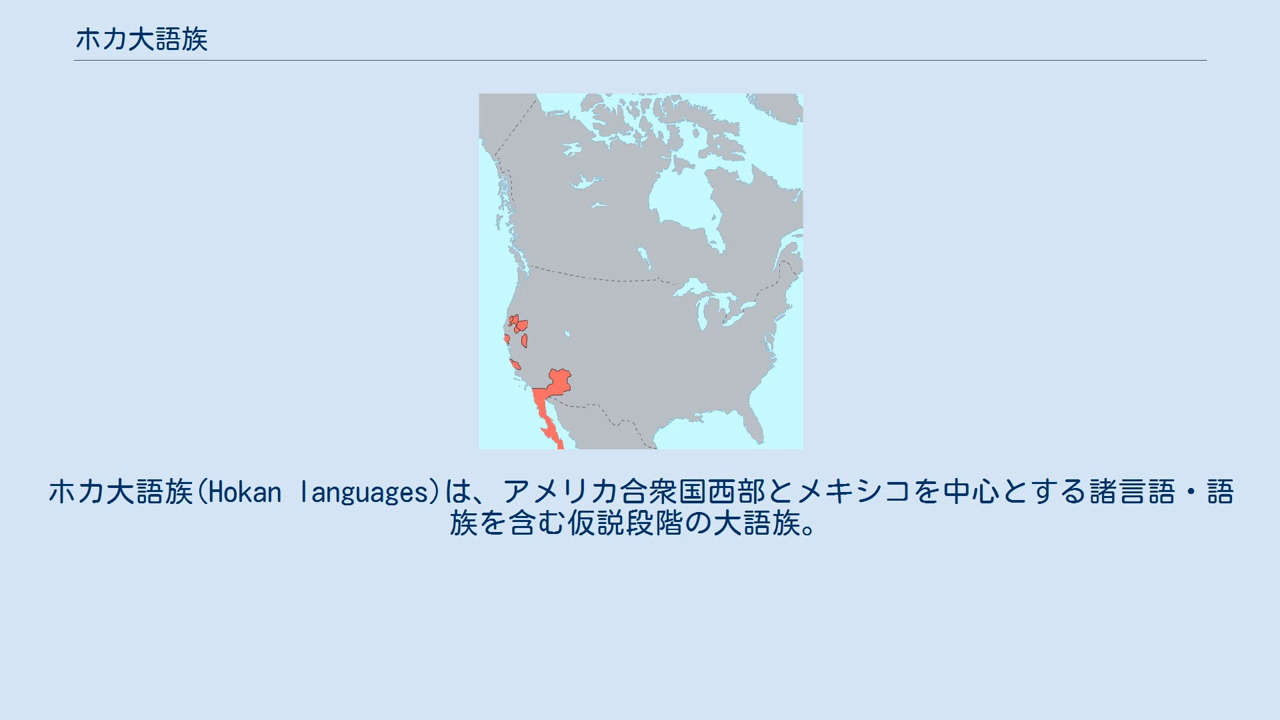 ホカ大語族
ホカ大語族(Hokan languages)は、アメリカ合衆国西部とメキシコを中心とする諸言語・語
族を含む仮説段階の大語族。